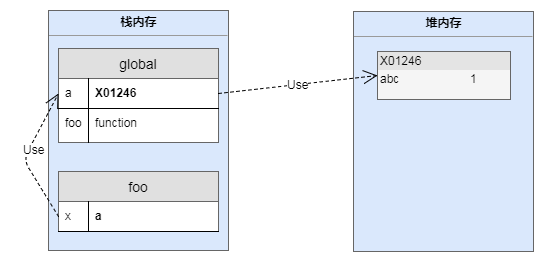 栈内存
global
a X01246
foo function
Use
foo
x a
Use
堆内存
X01246
abc 1